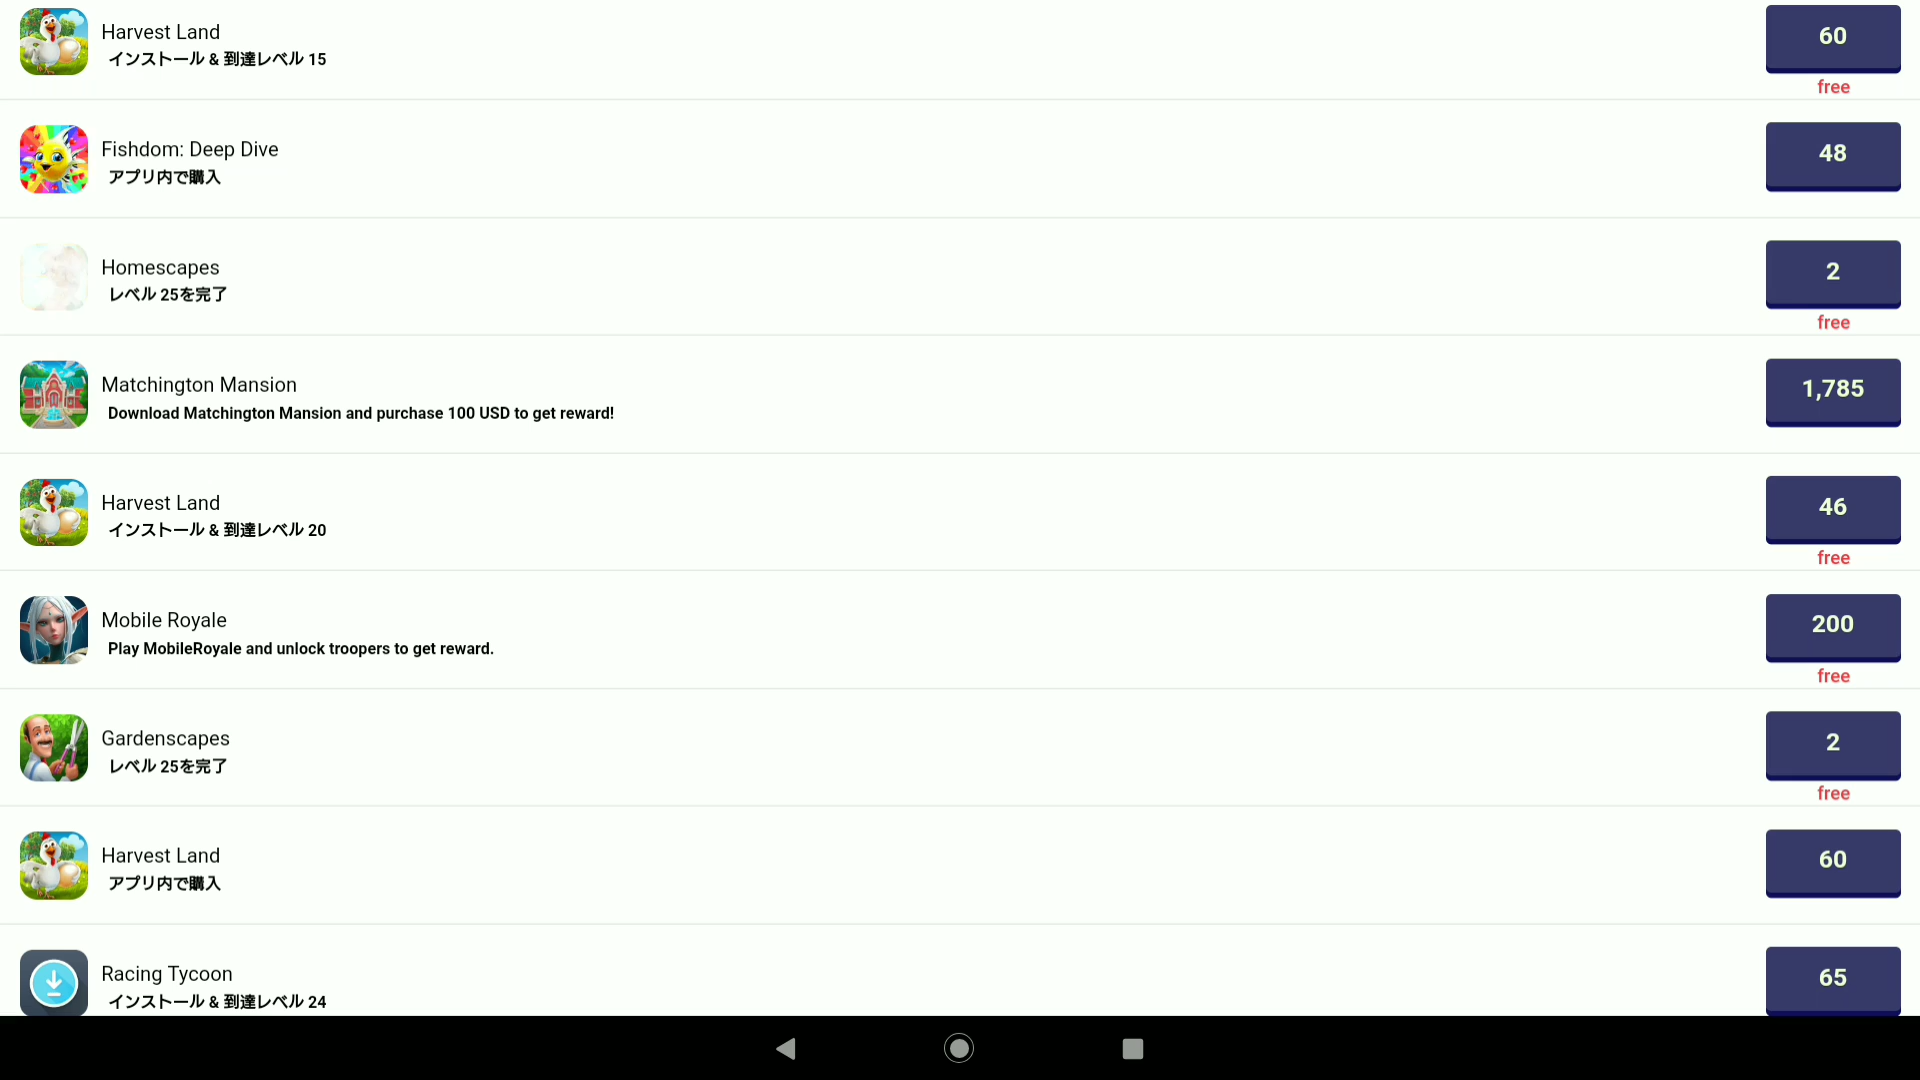 Harvest Land
インストール & 到達レベル 15
60
free
Fishdom: Deep Dive
アプリ内で購入
48
Homescapes
レベル 25を完了
2
free
Matchington Mansion
Download Matchington Mansion and purchase 100 USD to get reward!
1,785
Harvest Land
インストール & 到達レベル 20
46
free
Mobile Royale
Play MobileRoyale and unlock troopers to get reward.
200
free
Gardenscapes
レベル 25を完了
2
free
Harvest Land
アプリ内で購入
60
Racing Tycoon
インストール & 到達レベル 24
65